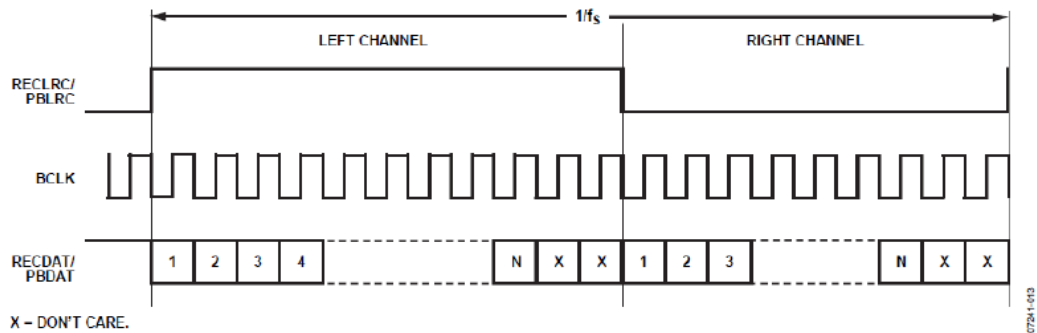 1/fS
LEFT CHANNEL RIGHT CHANNEL
RECLRC/
PBLRC
BCLK
RECDAT/
PBDAT
1 2 3 4 N X X 1 2 3 N X X
X – DON'T CARE.
07241-013